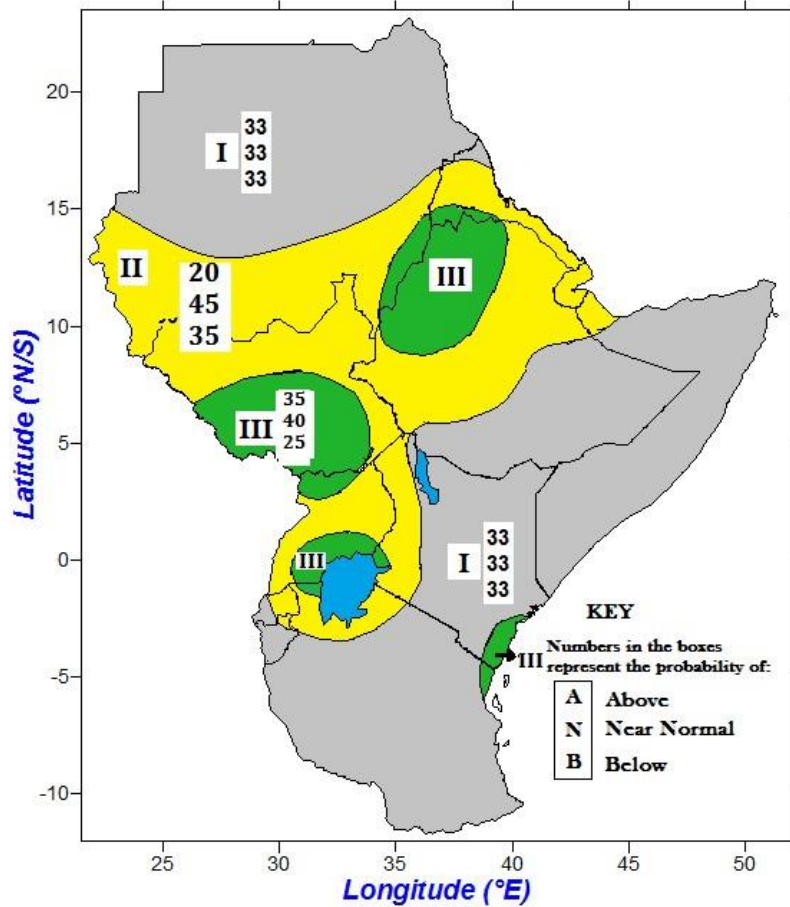 20
15
10
5
0
-5
-10
Latitude (°N/S)
I
33
33
33
II
20
45
35
III
III
35
40
25
III
I
33
33
33
KEY
III
Numbers in the boxes
represent the probability of:
A Above
N Near Normal
B Below
25
30
35
40
45
50
Longitude (°E)